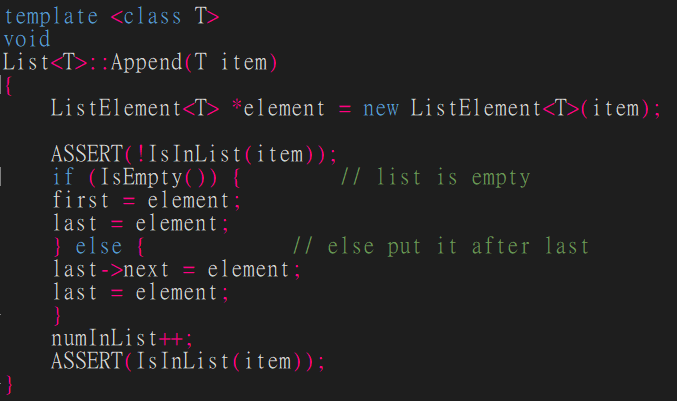 template <class T>
void
List<T>::Append(T item)
{
    ListElement<T> *element = new ListElement<T>(item);

    ASSERT(!IsInList(item));
    if (IsEmpty()) {        // list is empty
    first = element;
    last = element;
    } else {            // else put it after last
    last->next = element;
    last = element;
    }
    numInList++;
    ASSERT(IsInList(item));
}